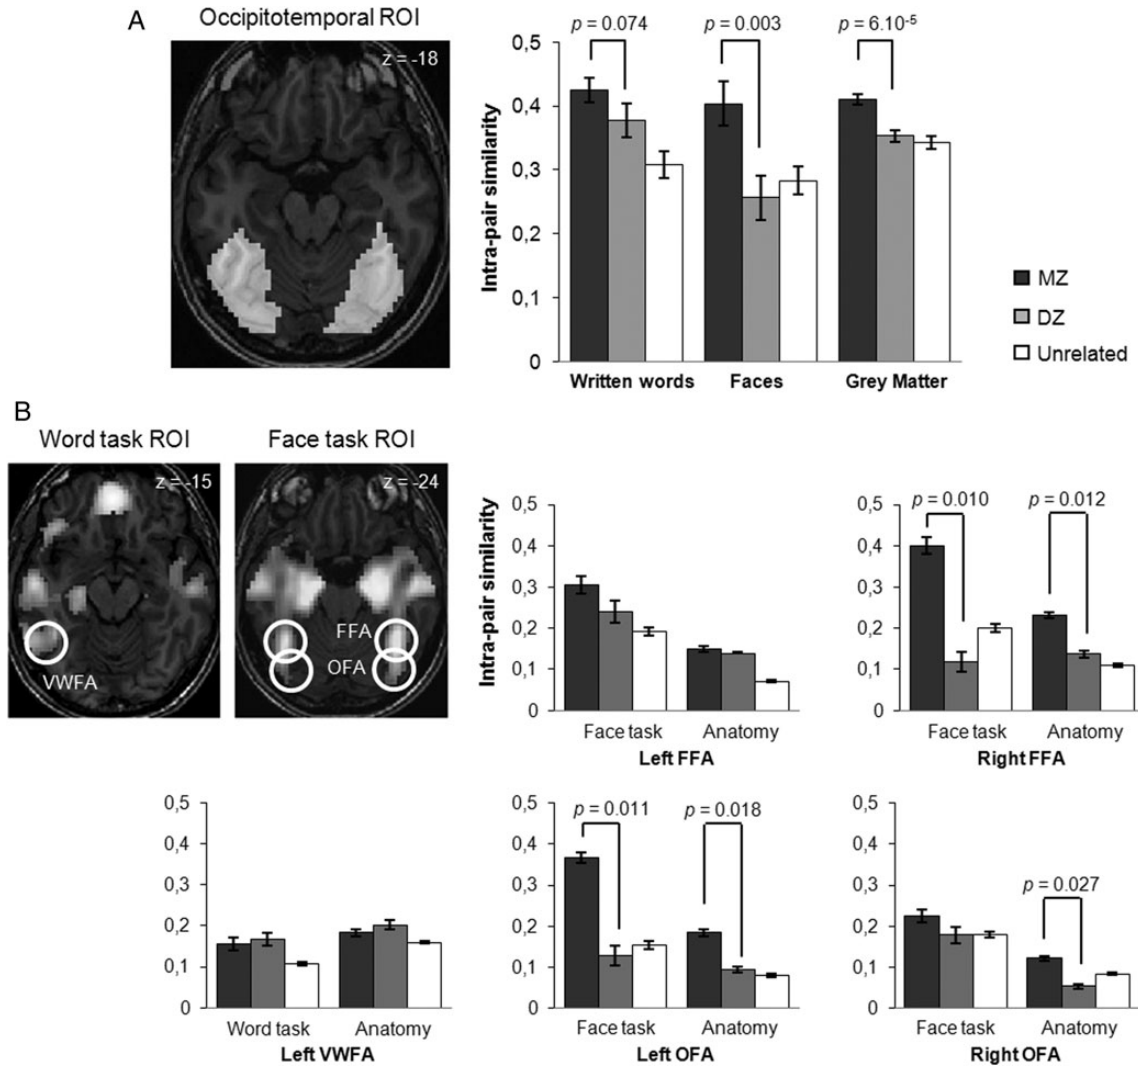 A
Occipitotemporal ROI
z = -18
p = 0.074
p = 0.003
p = 6.10-5
0,5
0,4
0,3
0,2
0,1
0
Intra-pair similarity
Written words
Faces
Grey Matter
MZ
DZ
Unrelated
B
Word task ROI
Face task ROI
z = -15
z = -24
VWFA
FFA
OFA
0,5
0,4
0,3
0,2
0,1
0
Intra-pair similarity
Face task
Anatomy
Left FFA
0,5
0,4
0,3
0,2
0,1
0
p = 0.010
p = 0.012
Face task
Anatomy
Right FFA
0,5
0,4
0,3
0,2
0,1
0
Word task
Anatomy
Left VWFA
0,5
0,4
0,3
0,2
0,1
0
p = 0.011
p = 0.018
Face task
Anatomy
Left OFA
0,5
0,4
0,3
0,2
0,1
0
p = 0.027
Face task
Anatomy
Right OFA